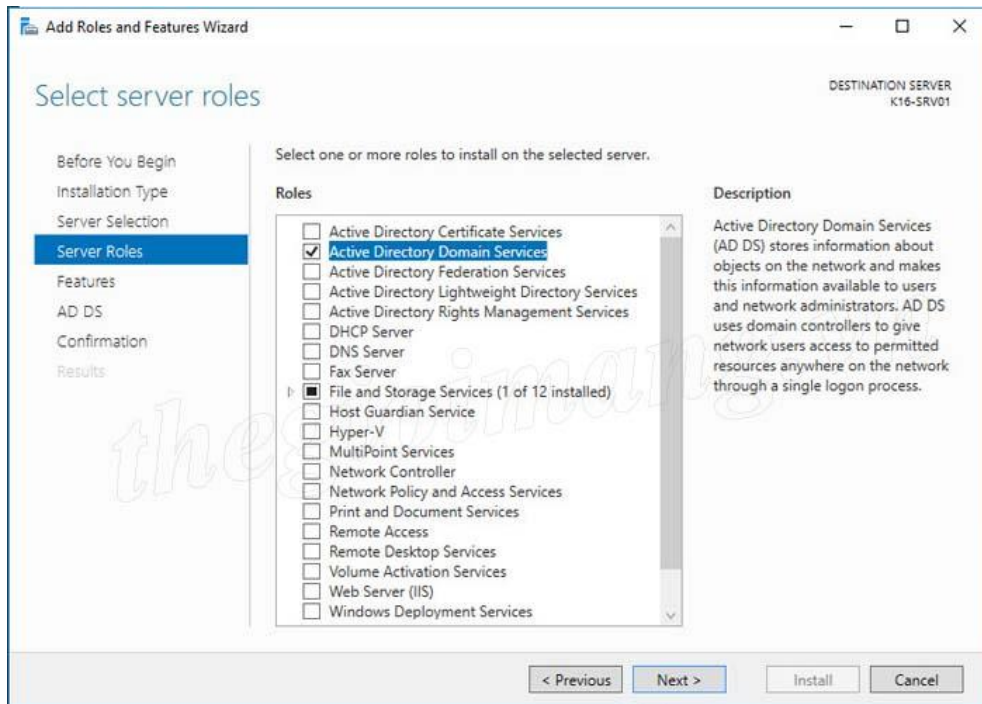 Add Roles and Features Wizard
Select server roles
DESTINATION SERVER
K16-SRV01
Before You Begin
Installation Type
Server Selection
Server Roles
Features
AD DS
Confirmation
Results
Select one or more roles to install on the selected server.
Roles
Active Directory Certificate Services
Active Directory Domain Services
Active Directory Federation Services
Active Directory Lightweight Directory Services
Active Directory Rights Management Services
DHCP Server
DNS Server
Fax Server
File and Storage Services (1 of 12 installed)
Host Guardian Service
Hyper-V
MultiPoint Services
Network Controller
Network Policy and Access Services
Print and Document Services
Remote Access
Remote Desktop Services
Volume Activation Services
Web Server (IIS)
Windows Deployment Services
Description
Active Directory Domain Services
(AD DS) stores information about
objects on the network and makes
this information available to users
and network administrators. AD DS
uses domain controllers to give
network users access to permitted
resources anywhere on the network
through a single logon process.
< Previous
Next >
Install
Cancel